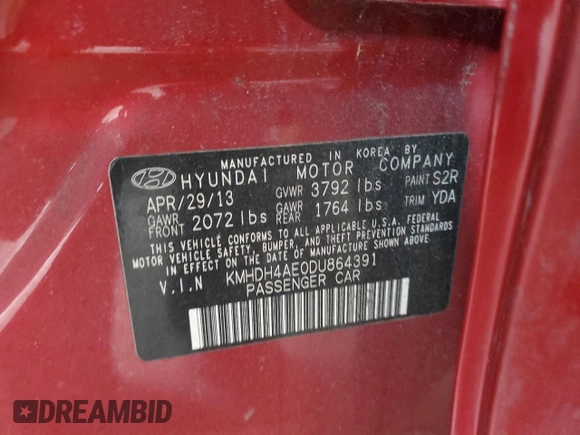 MANUFACTURED IN KOREA BY
HYUNDAI MOTOR COMPANY
APR/29/13 GVWR 3792 lbs PAINT S2R
GAWR FRONT 2072 lbs GAWR REAR 1764 lbs TRIM YDA
THIS VEHICLE CONFORMS TO ALL APPLICABLE U.S.A. FEDERAL
MOTOR VEHICLE SAFETY, BUMPER, AND THEFT PREVENTION
STANDARDS IN EFFECT ON THE DATE OF MANUFACTURE SHOWN ABOVE.
V.I.N KMHDH4AE0DU864391
PASSENGER CAR
DREAMBID